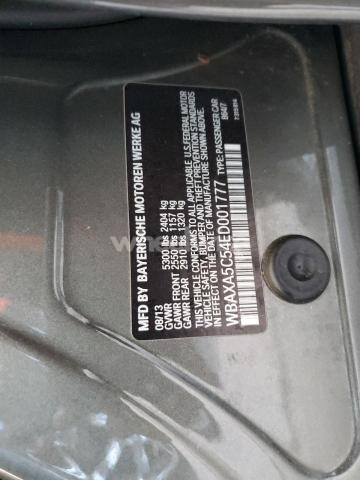 MFD BY BAYERISCHE MOTOREN WERKE AG
08/13
GVWR 5300 lbs 2404 kg
GAWR FRONT 2550 lbs 1157 kg
GAWR REAR 2910 lbs 1320 kg
THIS VEHICLE CONFORMS TO ALL APPLICABLE U.S. FEDERAL MOTOR
VEHICLE SAFETY, BUMPER, AND THEFT PREVENTION STANDARDS
IN EFFECT ON THE DATE OF MANUFACTURE SHOWN ABOVE.
WBAXA5C54ED001777 TYPE: PASSENGER CAR
B6417